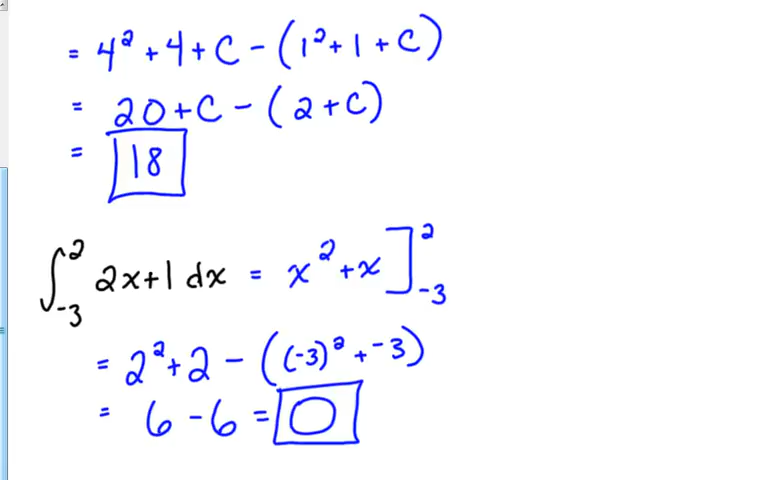 = 4² + 4 + C - (1² + 1 + C)
= 20 + C - (2 + C)
= 18
∫₋₃² 2x+1 dx = x² + x]₋₃²
= 2² + 2 - ((-3)² + -3)
= 6 - 6 = 0